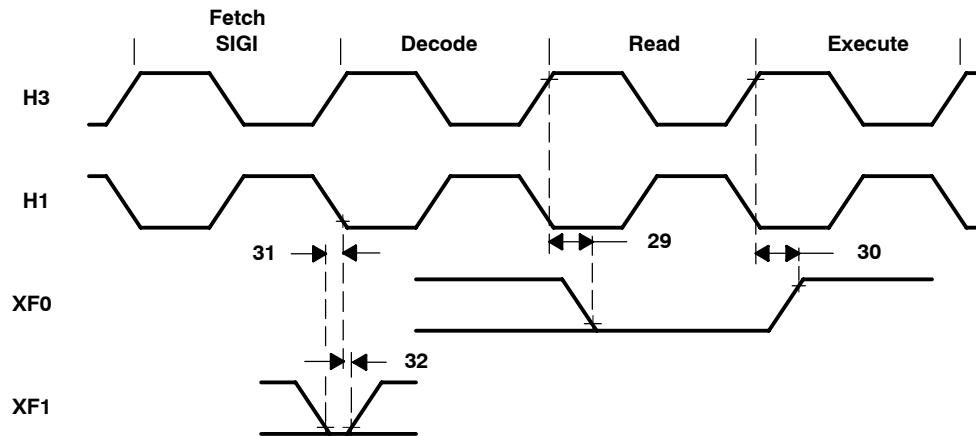 Fetch
SIGI
Decode
Read
Execute
H3
H1
31
29
30
XF0
32
XF1